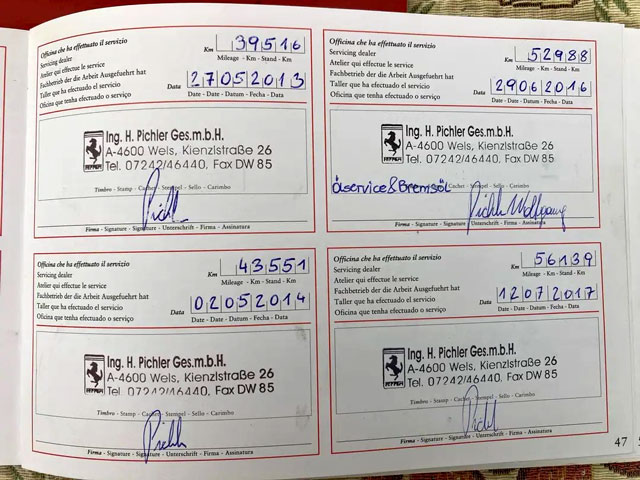 Officina che ha effettuato il servizio
Servicing dealer
Atelier qui effectue le service
Fachbetrieb der die Arbeit Ausgefuehrt hat
Taller que ha efectuado el servicio
Oficina que tenha efectuado o serviço
Km 39516
Mileage - Km - Stand - Km
Data 27052013
Date - Date - Datum - Fecha - Data
Ing. H. Pichler Ges.m.b.H.
A-4600 Wels, Kienzlstraße 26
Tel. 07242/46440, Fax DW 85
Timbro - Stamp - Cachet - Stempel - Sello - Carimbo
Firma - Signature - Signature - Unterschrift - Firma - Assinatura
Officina che ha effettuato il servizio
Servicing dealer
Atelier qui effectue le service
Fachbetrieb der die Arbeit Ausgefuehrt hat
Taller que ha efectuado el servicio
Oficina que tenha efectuado o serviço
Km 52988
Mileage - Km - Stand - Km
Data 29062016
Date - Date - Datum - Fecha - Data
Ing. H. Pichler Ges.m.b.H.
A-4600 Wels, Kienzlstraße 26
Tel. 07242/46440, Fax DW 85
Cachet - Stempel - Sello - Carimbo
Ölservice & Bremsöl
Pichler Wolfgang
Firma - Signature - Signature - Unterschrift - Firma - Assinatura
Officina che ha effettuato il servizio
Servicing dealer
Atelier qui effectue le service
Fachbetrieb der die Arbeit Ausgefuehrt hat
Taller que ha efectuado el servicio
Oficina que tenha efectuado o serviço
Km 43551
Mileage - Km - Stand - Km
Data 02052014
Date - Date - Datum - Fecha - Data
Ing. H. Pichler Ges.m.b.H.
A-4600 Wels, Kienzlstraße 26
Tel. 07242/46440, Fax DW 85
Timbro - Stamp - Cachet - Stempel - Sello - Carimbo
Firma - Signature - Signature - Unterschrift - Firma - Assinatura
Officina che ha effettuato il servizio
Servicing dealer
Atelier qui effectue le service
Fachbetrieb der die Arbeit Ausgefuehrt hat
Taller que ha efectuado el servicio
Oficina que tenha efectuado o serviço
Km 56139
Mileage - Km - Stand - Km
Data 12072017
Date - Date - Datum - Fecha - Data
Ing. H. Pichler Ges.m.b.H.
A-4600 Wels, Kienzlstraße 26
Tel. 07242/46440, Fax DW 85
Timbro - Stamp - Cachet - Stempel - Sello - Carimbo
Firma - Signature - Signature - Unterschrift - Firma - Assinatura
47